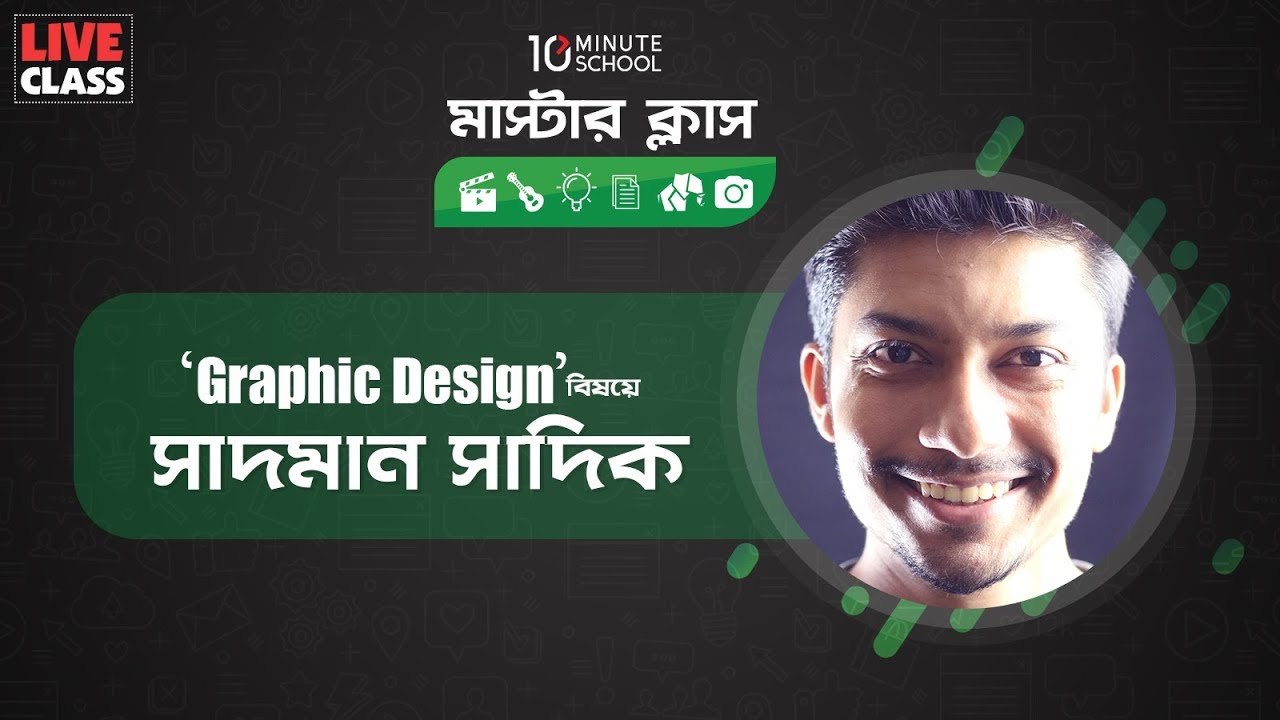 LIVE
CLASS
10 MINUTE
SCHOOL
মাস্টার ক্লাস
‘Graphic Design’ বিষয়ে
সাদমান সাদিক